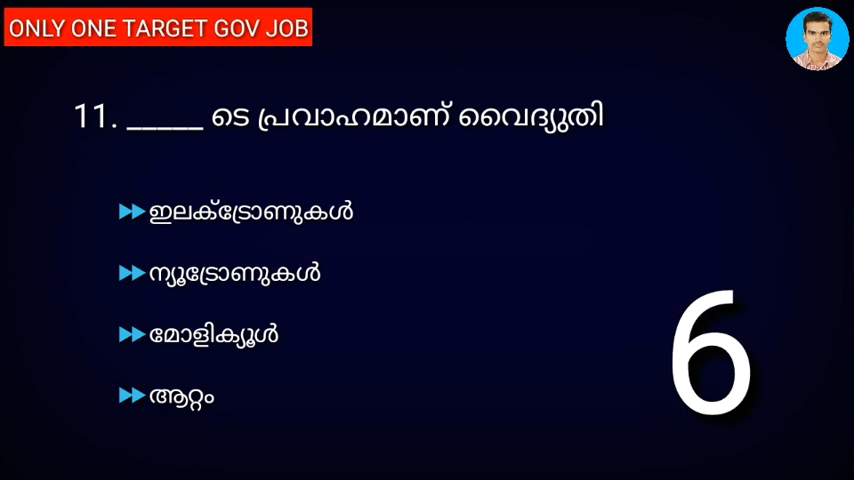 ONLY ONE TARGET GOV JOB
11. _____ ടെ പ്രവാഹമാണ് വൈദ്യുതി
ഇലക്ട്രോണുകൾ
ന്യൂട്രോണുകൾ
മോളിക്യൂൾ
ആറ്റം
6